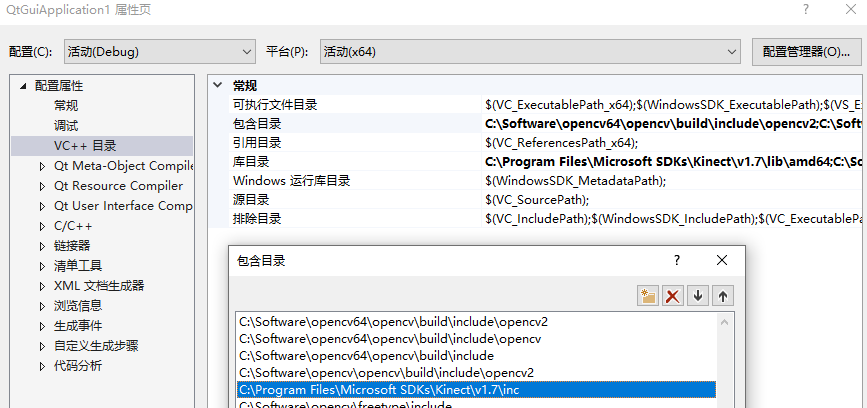 QtGuiApplication1 属性页
配置(C): 活动(Debug) 平台(P): 活动(x64) 配置管理器(O)...
配置属性
常规
调试
VC++ 目录
Qt Meta-Object Compile
Qt Resource Compiler
Qt User Interface Comp
C/C++
链接器
清单工具
XML 文档生成器
浏览信息
生成事件
自定义生成步骤
代码分析
常规
可执行文件目录 $(VC_ExecutablePath_x64);$(WindowsSDK_ExecutablePath);$(VS_E
包含目录 C:\Software\opencv64\opencv\build\include\opencv2;C:\Soft
引用目录 $(VC_ReferencesPath_x64);
库目录 C:\Program Files\Microsoft SDKs\Kinect\v1.7\lib\amd64;C:\So
Windows 运行库目录 $(WindowsSDK_MetadataPath);
源目录 $(VC_SourcePath);
排除目录 $(VC_IncludePath);$(WindowsSDK_IncludePath);$(VC_ExecutableP
包含目录
C:\Software\opencv64\opencv\build\include\opencv2
C:\Software\opencv64\opencv\build\include\opencv
C:\Software\opencv64\opencv\build\include
C:\Software\opencv\opencv\build\include\opencv2
C:\Program Files\Microsoft SDKs\Kinect\v1.7\inc
C:\Software\opencv\freetype\include